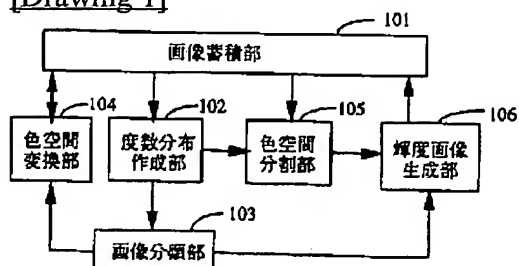 [Drawing 1]
101
画像蓄積部
104
102
105
106
色空間
変換部
度数分布
作成部
色空間
分割部
輝度画像
生成部
103
画像分類部